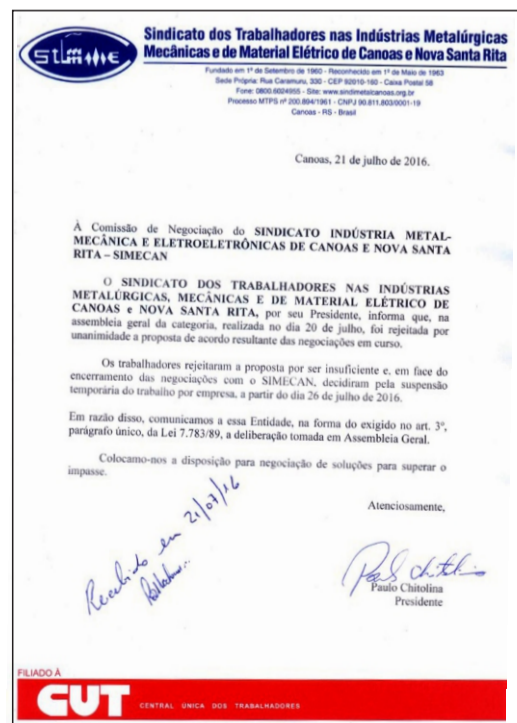 STIMMME
Sindicato dos Trabalhadores nas Indústrias Metalúrgicas
Mecânicas e de Material Elétrico de Canoas e Nova Santa Rita
Fundado em 1º de Setembro de 1960 - Reconhecido em 1º de Maio de 1963
Sede Própria: Rua Caramuru, 330 - CEP 92010-160 - Caixa Postal 58
Fone: 0800.6024955 - Site: www.sindimetalcanoas.org.br
Processo MTPS nº 200.894/1961 - CNPJ 90.811.803/0001-19
Canoas - RS - Brasil
Canoas, 21 de julho de 2016.
À Comissão de Negociação do SINDICATO INDÚSTRIA METAL-
MECÂNICA E ELETROELETRÔNICAS DE CANOAS E NOVA SANTA
RITA – SIMECAN
O SINDICATO DOS TRABALHADORES NAS INDÚSTRIAS
METALÚRGICAS, MECÂNICAS E DE MATERIAL ELÉTRICO DE
CANOAS e NOVA SANTA RITA, por seu Presidente, informa que, na
assembleia geral da categoria, realizada no dia 20 de julho, foi rejeitada por
unanimidade a proposta de acordo resultante das negociações em curso.
Os trabalhadores rejeitaram a proposta por ser insuficiente e, em face do
encerramento das negociações com o SIMECAN, decidiram pela suspensão
temporária do trabalho por empresa, a partir do dia 26 de julho de 2016.
Em razão disso, comunicamos a essa Entidade, na forma do exigido no art. 3º,
parágrafo único, da Lei 7.783/89, a deliberação tomada em Assembleia Geral.
Colocamo-nos a disposição para negociação de soluções para superar o
impasse.
Atenciosamente,
Recebido em 21/07/16
Paulo Chitolina
Paulo Chitolina
Presidente
FILIADO À
CUT CENTRAL ÚNICA DOS TRABALHADORES